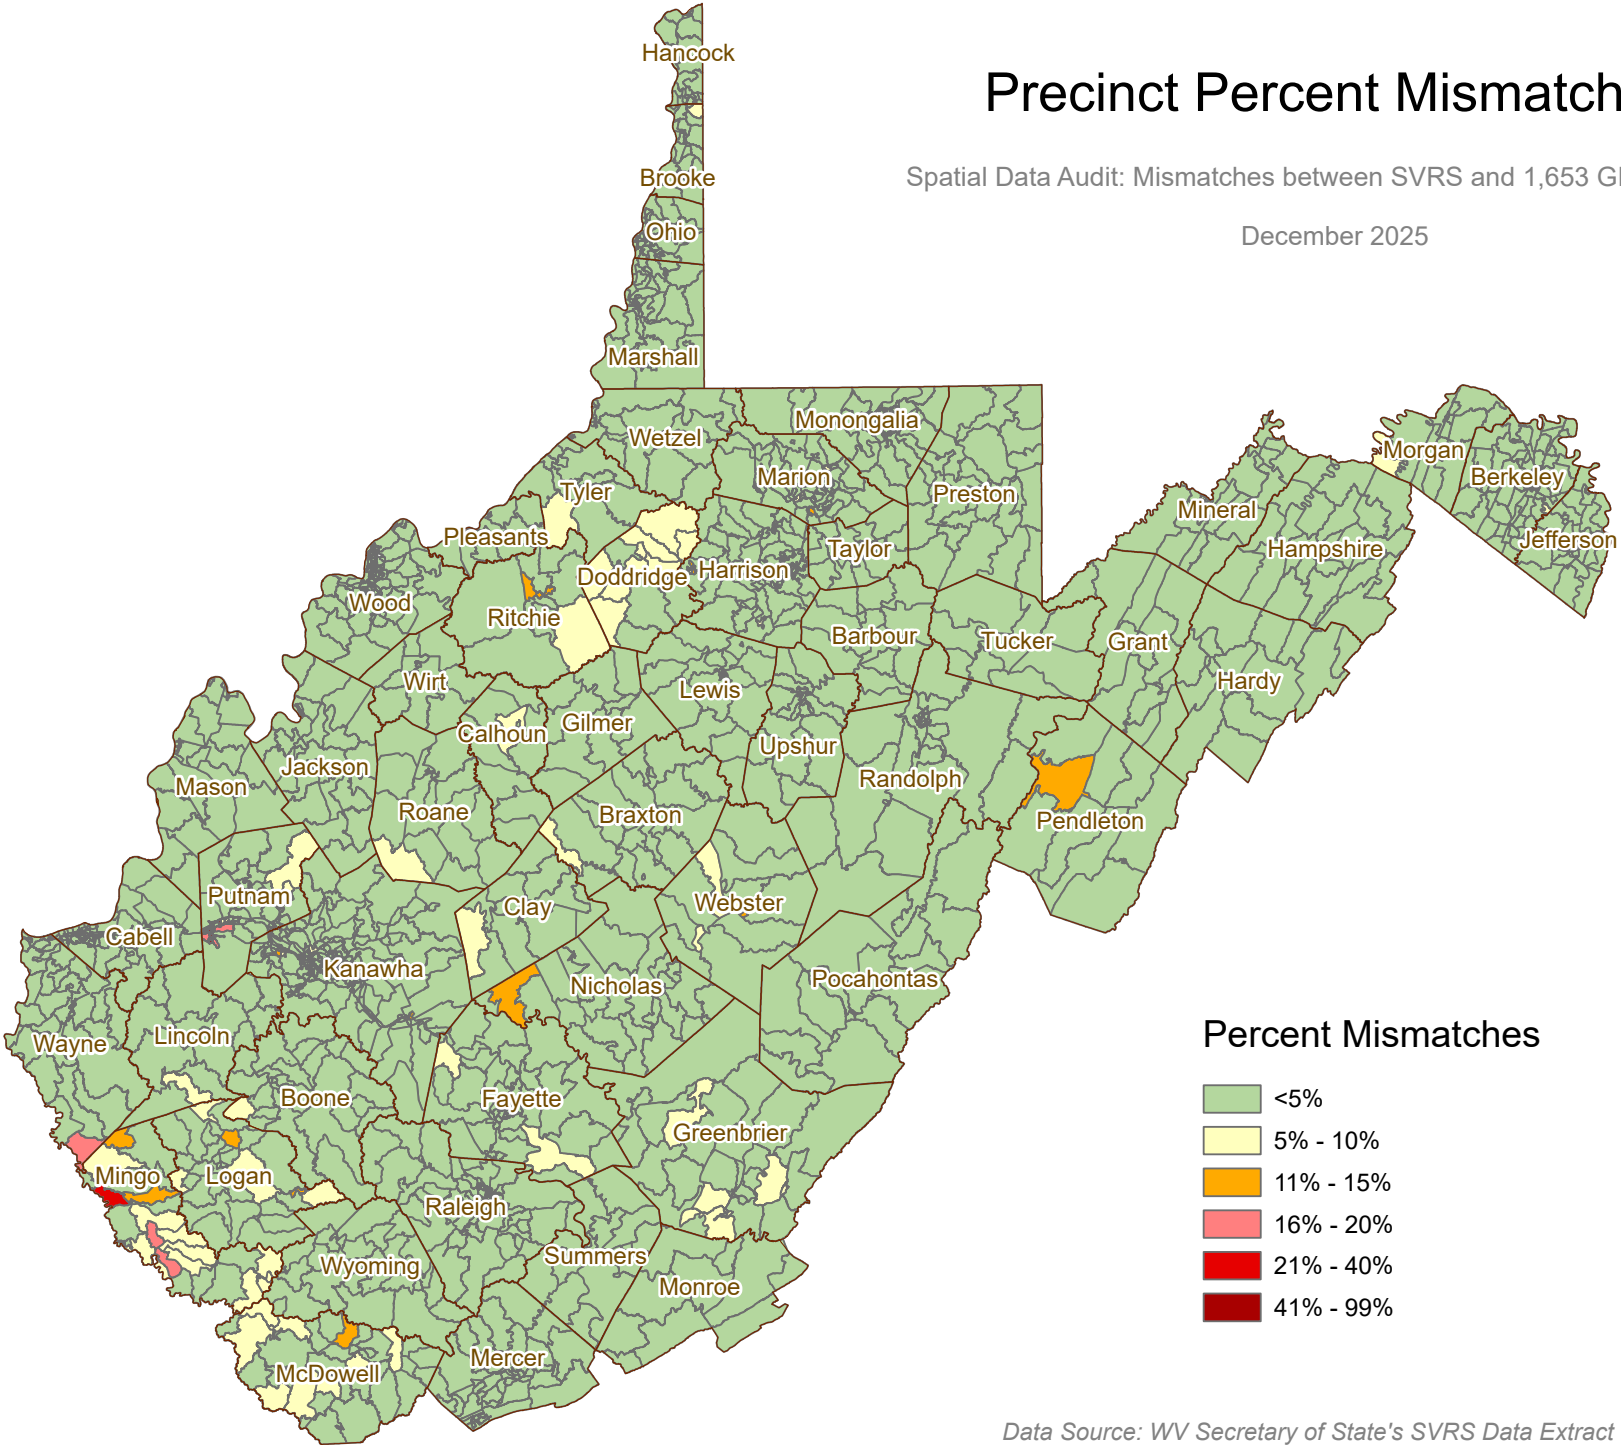 Hancock
Precinct Percent Mismatch
Brooke
Spatial Data Audit: Mismatches between SVRS and 1,653 GI
Ohio
December 2025
Marshall
Monongalia
Wetzel
Morgan
Marion
Berkeley
Tyler
Preston
Mineral
Pleasants
Jefferson
Taylor
Hampshire
Harrison
Doddridge
Wood
Ritchie
Barbour
Tucker
Grant
Wirt
Lewis
Hardy
Gilmer
Calhoun
Upshur
Jackson
Randolph
Mason
Roane
Braxton
Pendleton
Putnam
Webster
Clay
Cabell
Kanawha
Pocahontas
Nicholas
Lincoln
Wayne
Percent Mismatches
Boone
Fayette
<5%
Greenbrier
5% - 10%
Mingo
Logan
11% - 15%
Raleigh
16% - 20%
Summers
Wyoming
21% - 40%
Monroe
41% - 99%
Mercer
McDowell
Data Source: WV Secretary of State's SVRS Data Extract